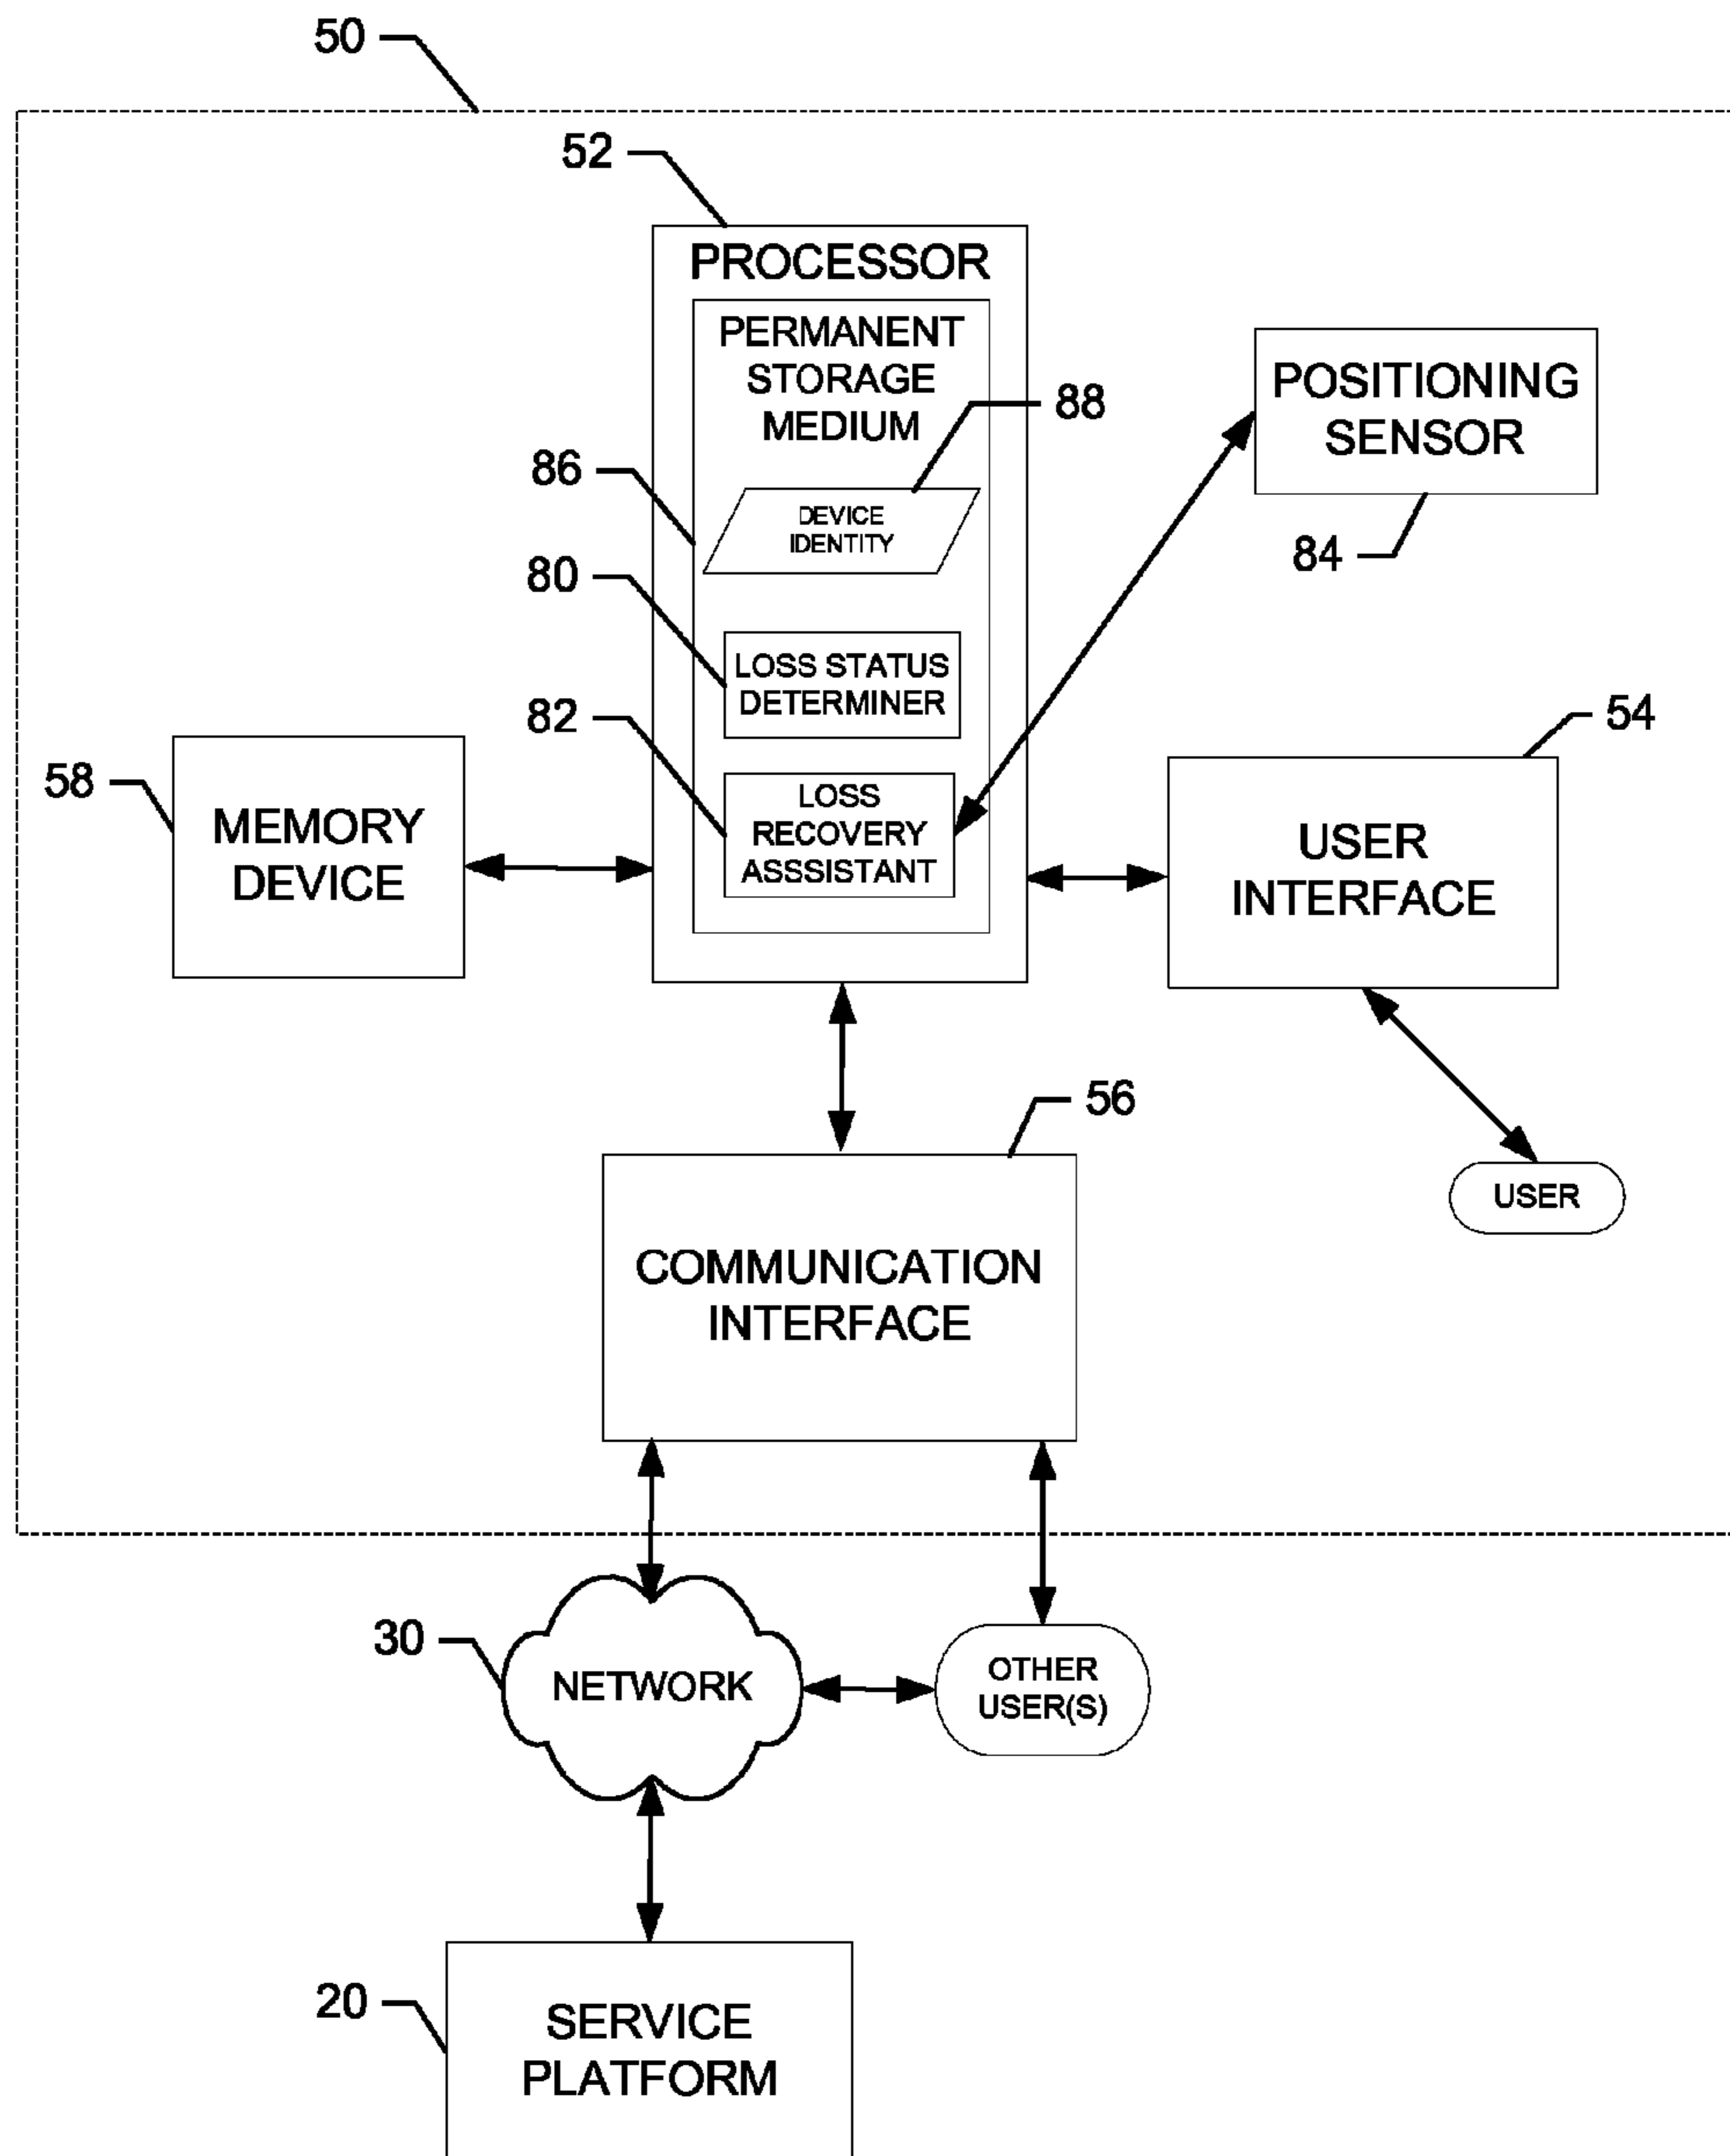 50
52
PROCESSOR
PERMANENT
STORAGE
MEDIUM
88
POSITIONING
SENSOR
86
DEVICE
IDENTITY
84
80
LOSS STATUS
DETERMINER
82
54
58
MEMORY
DEVICE
LOSS
RECOVERY
ASSSISTANT
USER
INTERFACE
56
USER
COMMUNICATION
INTERFACE
30
NETWORK
OTHER
USER(S)
20
SERVICE
PLATFORM